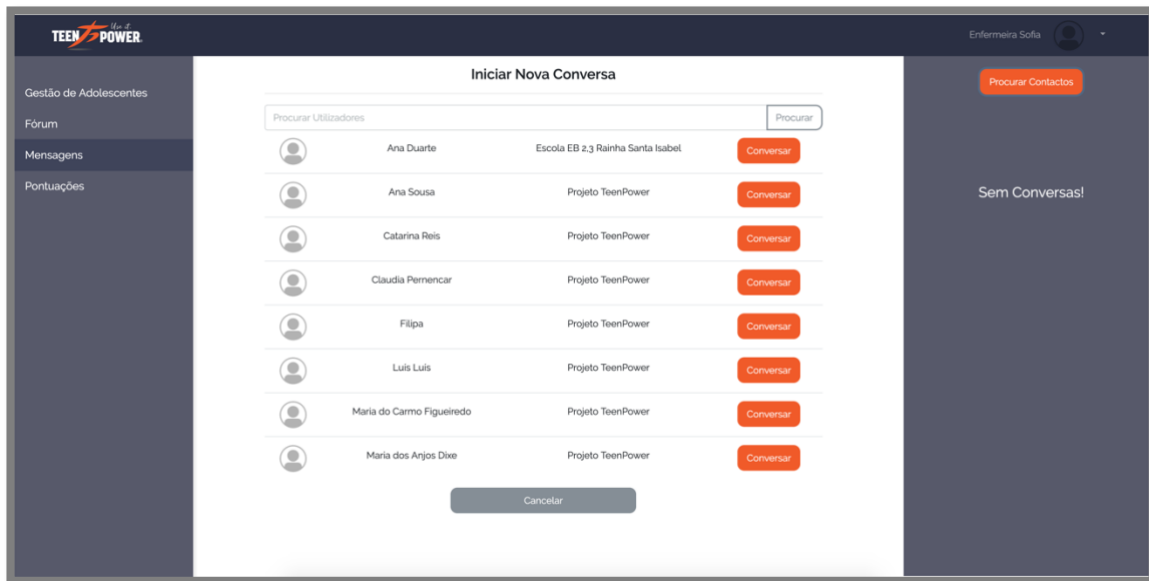 Use it
TEEN POWER
Enfermeira Sofia
Gestão de Adolescentes
Fórum
Mensagens
Pontuações
Iniciar Nova Conversa
Procurar Utilizadores
Procurar
Ana Duarte Escola EB 2,3 Rainha Santa Isabel Conversar
Ana Sousa Projeto TeenPower Conversar
Catarina Reis Projeto TeenPower Conversar
Claudia Pernencar Projeto TeenPower Conversar
Filipa Projeto TeenPower Conversar
Luis Luis Projeto TeenPower Conversar
Maria do Carmo Figueiredo Projeto TeenPower Conversar
Maria dos Anjos Dixe Projeto TeenPower Conversar
Cancelar
Procurar Contactos
Sem Conversas!